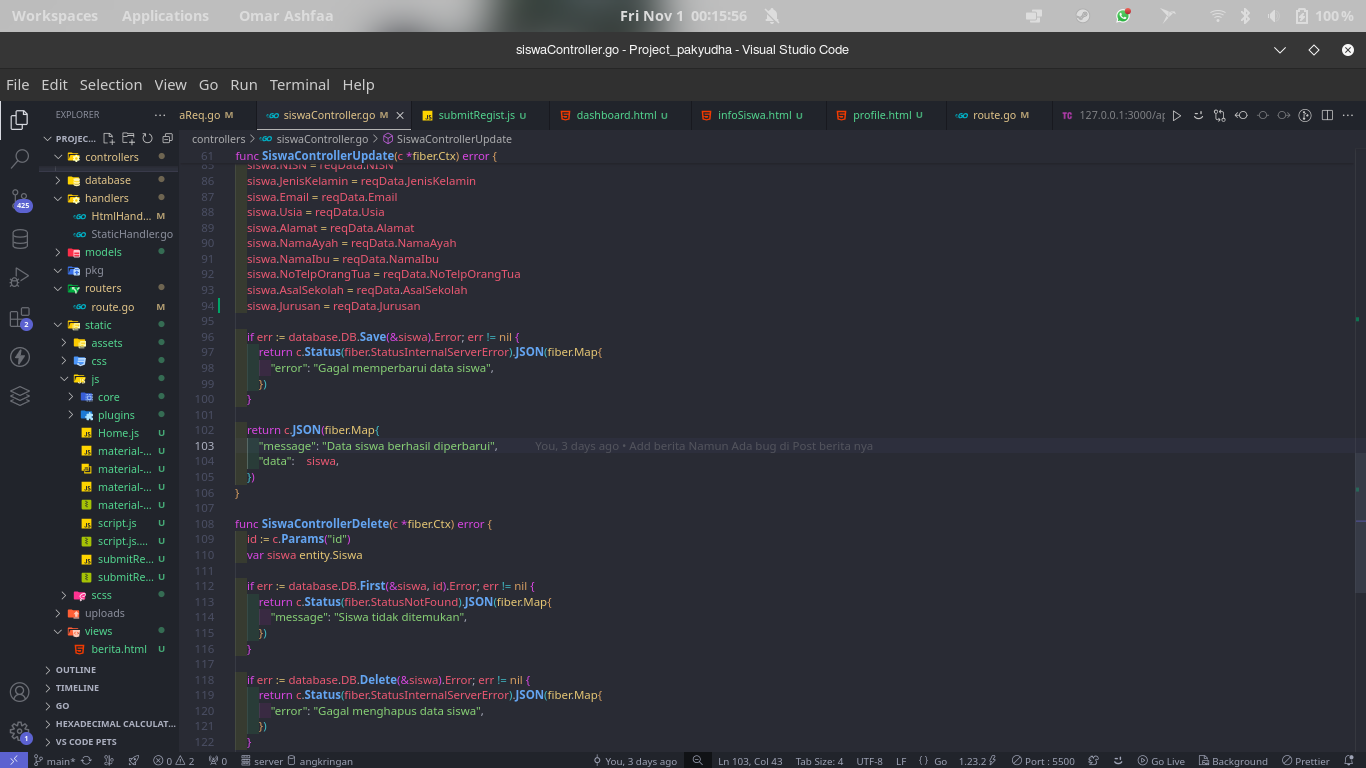 Workspaces Applications Omar Ashfaa Fri Nov 1 00:15:56 100 %
siswaController.go - Project_pakyudha - Visual Studio Code
File Edit Selection View Go Run Terminal Help
EXPLORER ··· aReq.go M siswaController.go M submitRegist.js U dashboard.html U infoSiswa.html U profile.html U route.go M TC 127.0.0.1:3000/ap
PROJEC... controllers > siswaController.go > SiswaControllerUpdate
controllers
database
handlers
HtmlHand... M
StaticHandler.go
models
pkg
routers
route.go M
static
assets
css
js
core
plugins
Home.js U
material-... U
material-... U
material-... U
material-... U
script.js U
script.js.... U
submitRe... U
submitRe... U
scss
uploads
views
berita.html U
OUTLINE
TIMELINE
GO
HEXADECIMAL CALCULAT...
VS CODE PETS
425
2
1
61 func SiswaControllerUpdate(c *fiber.Ctx) error {
85 siswa.NISN = reqData.NISN
86 siswa.JenisKelamin = reqData.JenisKelamin
87 siswa.Email = reqData.Email
88 siswa.Usia = reqData.Usia
89 siswa.Alamat = reqData.Alamat
90 siswa.NamaAyah = reqData.NamaAyah
91 siswa.NamaIbu = reqData.NamaIbu
92 siswa.NoTelpOrangTua = reqData.NoTelpOrangTua
93 siswa.AsalSekolah = reqData.AsalSekolah
94 siswa.Jurusan = reqData.Jurusan
95
96 if err := database.DB.Save(&siswa).Error; err != nil {
97 return c.Status(fiber.StatusInternalServerError).JSON(fiber.Map{
98 "error": "Gagal memperbarui data siswa",
99 })
100 }
101
102 return c.JSON(fiber.Map{
103 "message": "Data siswa berhasil diperbarui", You, 3 days ago • Add berita Namun Ada bug di Post berita nya
104 "data": siswa,
105 })
106 }
107
108 func SiswaControllerDelete(c *fiber.Ctx) error {
109 id := c.Params("id")
110 var siswa entity.Siswa
111
112 if err := database.DB.First(&siswa, id).Error; err != nil {
113 return c.Status(fiber.StatusNotFound).JSON(fiber.Map{
114 "message": "Siswa tidak ditemukan",
115 })
116 }
117
118 if err := database.DB.Delete(&siswa).Error; err != nil {
119 return c.Status(fiber.StatusInternalServerError).JSON(fiber.Map{
120 "error": "Gagal menghapus data siswa",
121 })
122 }
main* 0 2 0 server angkringan You, 3 days ago Ln 103, Col 43 Tab Size: 4 UTF-8 LF {} Go 1.23.2 Port : 5500 Go Live Background Prettier